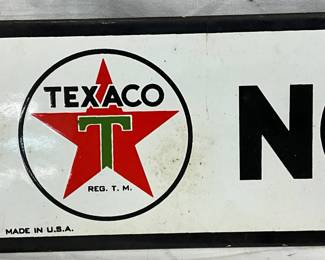 TEXACO
T
REG. T. M.
MADE IN U.S.A.
N